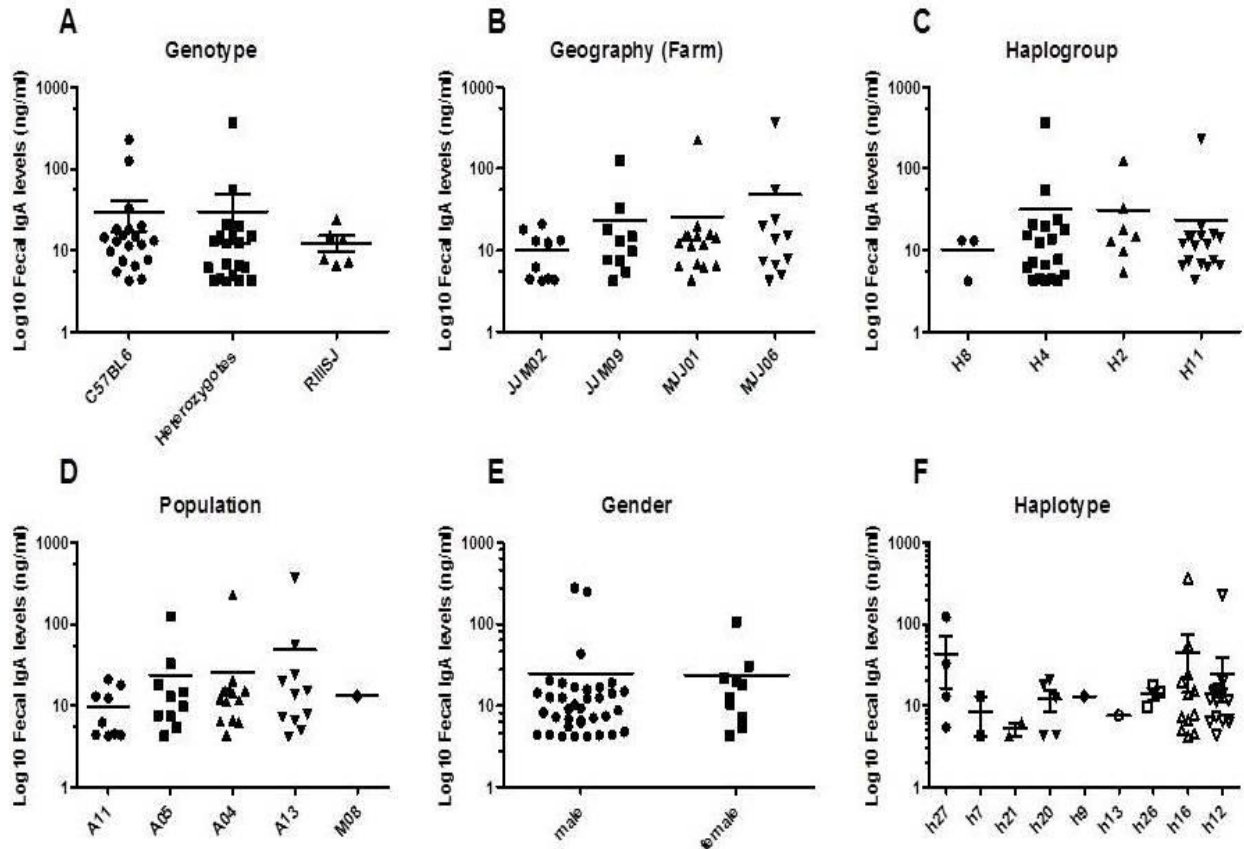 A
Genotype
Log10 Fecal IgA levels (ng/ml)
1000
100
10
1
C57BL6
Heterozygotes
RIIISJ
B
Geography (Farm)
Log10 Fecal IgA levels (ng/ml)
1000
100
10
1
JJM02
JJM09
MJJ01
MJJ06
C
Haplogroup
Log10 Fecal IgA levels (ng/ml)
1000
100
10
1
H8
H4
H2
H11
D
Population
Log10 Fecal IgA levels (ng/ml)
1000
100
10
1
A11
A05
A04
A13
M08
E
Gender
Log10 Fecal IgA levels (ng/ml)
1000
100
10
1
male
female
F
Haplotype
Log10 Fecal IgA levels (ng/ml)
1000
100
10
1
h27
h7
h21
h20
h9
h13
h26
h16
h12